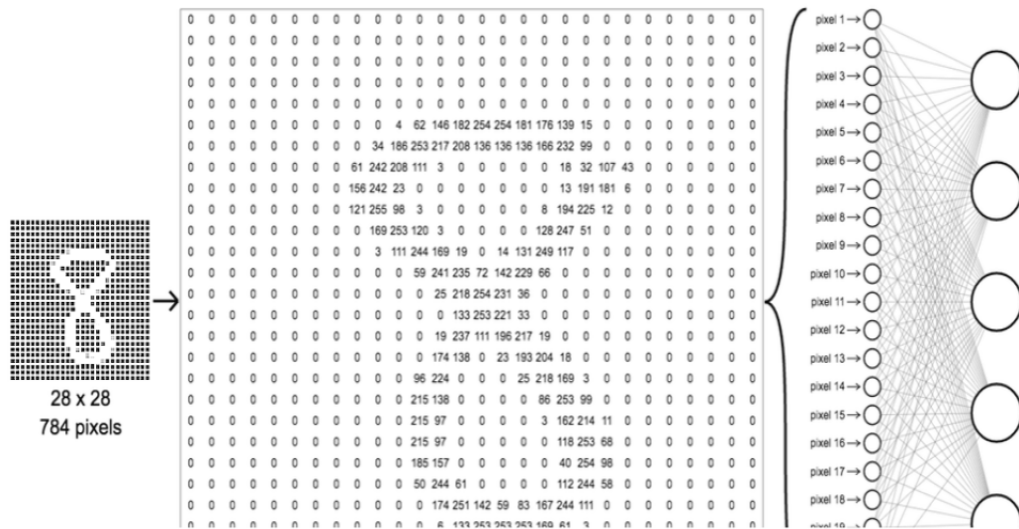 0 0 0 0 0 0 0 0 0 0 0 0 0 0 0 0 0 0 0 0 0 0 0 0 0 0 0 0
0 0 0 0 0 0 0 0 0 0 0 0 0 0 0 0 0 0 0 0 0 0 0 0 0 0 0 0
0 0 0 0 0 0 0 0 0 0 0 0 0 0 0 0 0 0 0 0 0 0 0 0 0 0 0 0
0 0 0 0 0 0 0 0 0 0 0 0 0 0 0 0 0 0 0 0 0 0 0 0 0 0 0 0
0 0 0 0 0 0 0 0 0 0 0 0 0 0 0 0 0 0 0 0 0 0 0 0 0 0 0 0
0 0 0 0 0 0 0 0 0 0 4 62 146 182 254 254 181 176 139 15 0 0 0 0 0 0 0 0
0 0 0 0 0 0 0 0 0 34 186 253 217 208 136 136 136 166 232 99 0 0 0 0 0 0 0 0
0 0 0 0 0 0 0 0 61 242 208 111 3 0 0 0 0 0 18 32 107 43 0 0 0 0 0 0
0 0 0 0 0 0 0 0 156 242 23 0 0 0 0 0 0 0 13 191 181 6 0 0 0 0 0 0
0 0 0 0 0 0 0 0 121 255 98 3 0 0 0 0 0 8 194 225 12 0 0 0 0 0 0 0
0 0 0 0 0 0 0 0 0 169 253 120 3 0 0 0 0 128 247 51 0 0 0 0 0 0 0 0
0 0 0 0 0 0 0 0 0 3 111 244 169 19 0 14 131 249 117 0 0 0 0 0 0 0 0 0
0 0 0 0 0 0 0 0 0 0 0 59 241 235 72 142 229 66 0 0 0 0 0 0 0 0 0 0
0 0 0 0 0 0 0 0 0 0 0 0 25 218 254 231 36 0 0 0 0 0 0 0 0 0 0 0
0 0 0 0 0 0 0 0 0 0 0 0 0 133 253 221 33 0 0 0 0 0 0 0 0 0 0 0
0 0 0 0 0 0 0 0 0 0 0 0 19 237 111 196 217 19 0 0 0 0 0 0 0 0 0 0
0 0 0 0 0 0 0 0 0 0 0 0 174 138 0 23 193 204 18 0 0 0 0 0 0 0 0 0
0 0 0 0 0 0 0 0 0 0 0 96 224 0 0 0 25 218 169 3 0 0 0 0 0 0 0 0
0 0 0 0 0 0 0 0 0 0 0 215 138 0 0 0 0 86 253 99 0 0 0 0 0 0 0 0
0 0 0 0 0 0 0 0 0 0 0 215 97 0 0 0 0 3 162 214 11 0 0 0 0 0 0 0
0 0 0 0 0 0 0 0 0 0 0 215 97 0 0 0 0 0 118 253 68 0 0 0 0 0 0 0
0 0 0 0 0 0 0 0 0 0 0 185 157 0 0 0 0 0 40 254 98 0 0 0 0 0 0 0
0 0 0 0 0 0 0 0 0 0 0 50 244 61 0 0 0 0 112 244 58 0 0 0 0 0 0 0
0 0 0 0 0 0 0 0 0 0 0 0 174 251 142 59 83 167 244 111 0 0 0 0 0 0 0 0
0 0 0 0 0 0 0 0 0 0 0 0 6 133 253 253 253 169 61 3 0 0 0 0 0 0 0 0
28 x 28
784 pixels
pixel 1
pixel 2
pixel 3
pixel 4
pixel 5
pixel 6
pixel 7
pixel 8
pixel 9
pixel 10
pixel 11
pixel 12
pixel 13
pixel 14
pixel 15
pixel 16
pixel 17
pixel 18
pixel 19